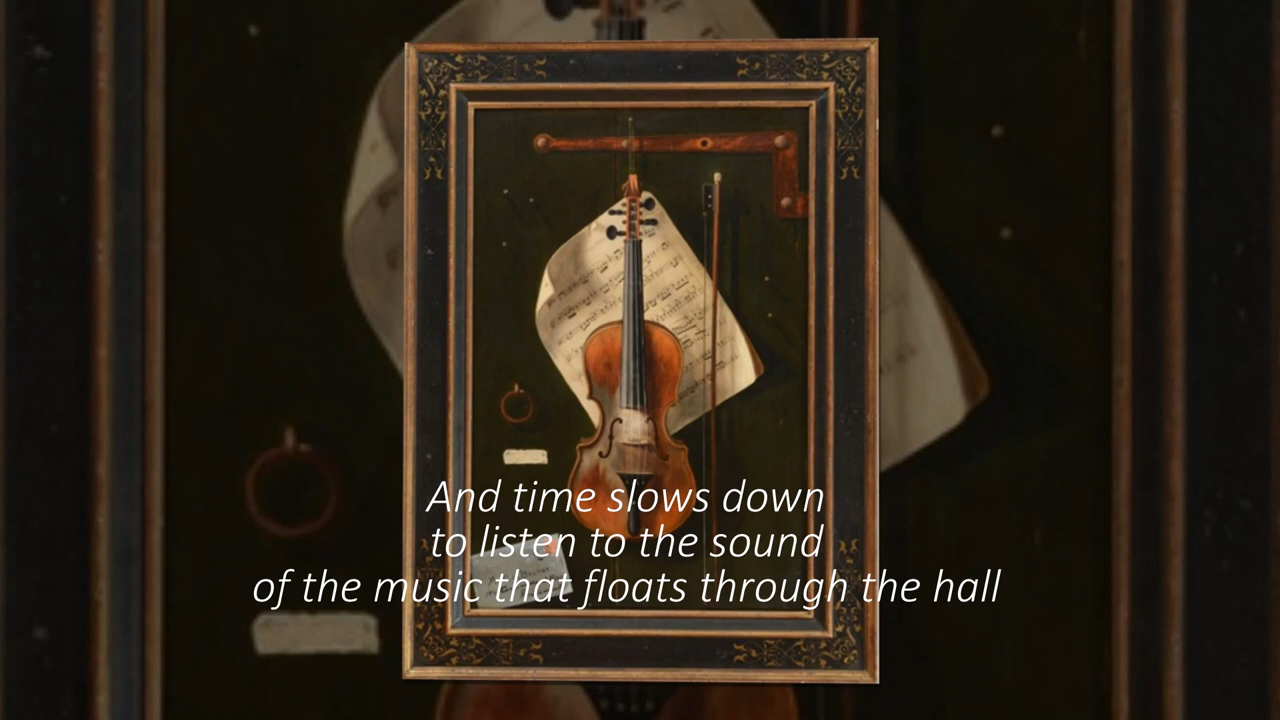 And time slows down
to listen to the sound
of the music that floats through the hall